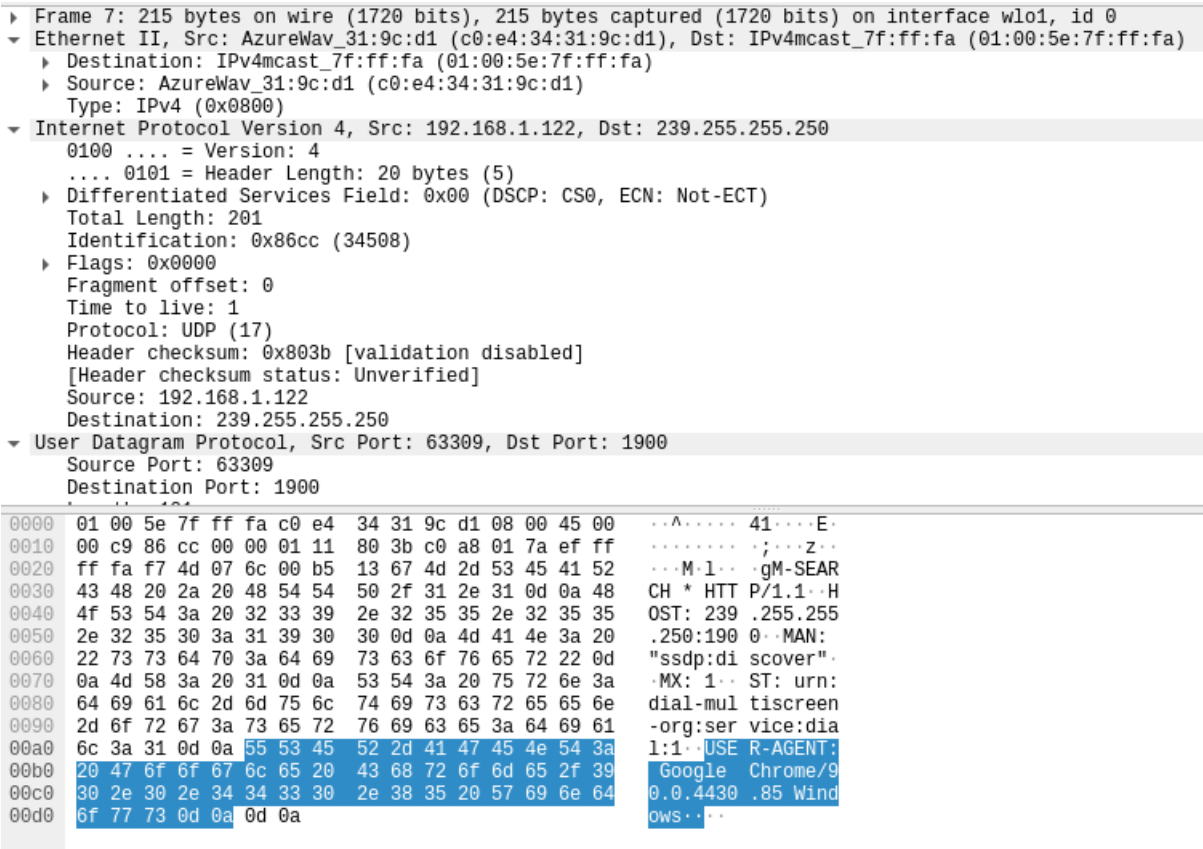 Frame 7: 215 bytes on wire (1720 bits), 215 bytes captured (1720 bits) on interface wlo1, id 0
Ethernet II, Src: AzureWav_31:9c:d1 (c0:e4:34:31:9c:d1), Dst: IPv4mcast_7f:ff:fa (01:00:5e:7f:ff:fa)
Destination: IPv4mcast_7f:ff:fa (01:00:5e:7f:ff:fa)
Source: AzureWav_31:9c:d1 (c0:e4:34:31:9c:d1)
Type: IPv4 (0x0800)
Internet Protocol Version 4, Src: 192.168.1.122, Dst: 239.255.255.250
0100 .... = Version: 4
.... 0101 = Header Length: 20 bytes (5)
Differentiated Services Field: 0x00 (DSCP: CS0, ECN: Not-ECT)
Total Length: 201
Identification: 0x86cc (34508)
Flags: 0x0000
Fragment offset: 0
Time to live: 1
Protocol: UDP (17)
Header checksum: 0x803b [validation disabled]
[Header checksum status: Unverified]
Source: 192.168.1.122
Destination: 239.255.255.250
User Datagram Protocol, Src Port: 63309, Dst Port: 1900
Source Port: 63309
Destination Port: 1900
0000 01 00 5e 7f ff fa c0 e4 34 31 9c d1 08 00 45 00 ··^····· 41····E·
0010 00 c9 86 cc 00 00 01 11 80 3b c0 a8 01 7a ef ff ········ ·;···z··
0020 ff fa f7 4d 07 6c 00 b5 13 67 4d 2d 53 45 41 52 ···M·l·· ·gM-SEAR
0030 43 48 20 2a 20 48 54 54 50 2f 31 2e 31 0d 0a 48 CH * HTT P/1.1··H
0040 4f 53 54 3a 20 32 33 39 2e 32 35 35 2e 32 35 35 OST: 239 .255.255
0050 2e 32 35 30 3a 31 39 30 30 0d 0a 4d 41 4e 3a 20 .250:190 0··MAN:
0060 22 73 73 64 70 3a 64 69 73 63 6f 76 65 72 22 0d "ssdp:di scover"·
0070 0a 4d 58 3a 20 31 0d 0a 53 54 3a 20 75 72 6e 3a ·MX: 1·· ST: urn:
0080 64 69 61 6c 2d 6d 75 6c 74 69 73 63 72 65 65 6e dial-mul tiscreen
0090 2d 6f 72 67 3a 73 65 72 76 69 63 65 3a 64 69 61 -org:ser vice:dia
00a0 6c 3a 31 0d 0a 55 53 45 52 2d 41 47 45 4e 54 3a l:1··USE R-AGENT:
00b0 20 47 6f 6f 67 6c 65 20 43 68 72 6f 6d 65 2f 39 Google Chrome/9
00c0 30 2e 30 2e 34 34 33 30 2e 38 35 20 57 69 6e 64 0.0.4430 .85 Wind
00d0 6f 77 73 0d 0a 0d 0a ows····